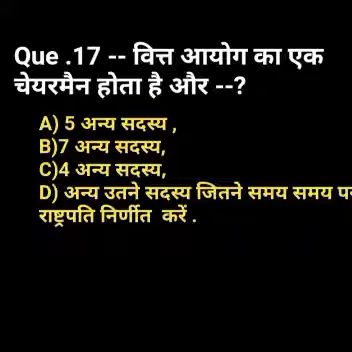 Que .17 -- वित्त आयोग का एक
चेयरमैन होता है और --?
A) 5 अन्य सदस्य ,
B)7 अन्य सदस्य,
C)4 अन्य सदस्य,
D) अन्य उतने सदस्य जितने समय समय
राष्ट्रपति निर्णीत करें .